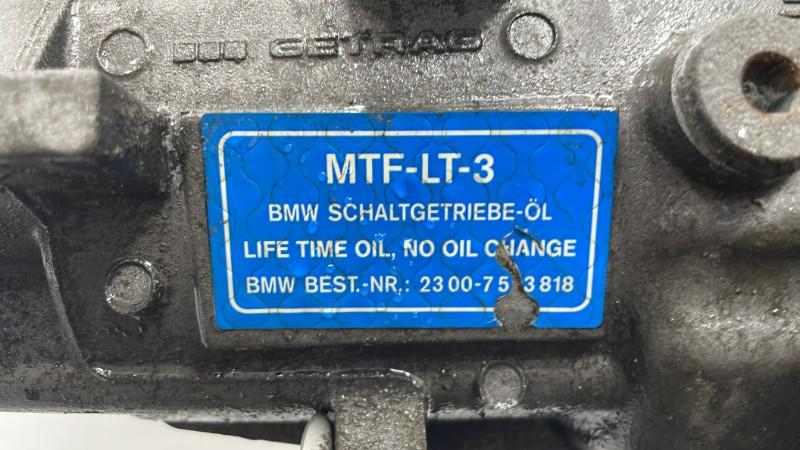 GETRAG
MTF-LT-3
BMW SCHALTGETRIEBE-ÖL
LIFE TIME OIL, NO OIL CHANGE
BMW BEST.-NR.: 23 00-7 5 3 818